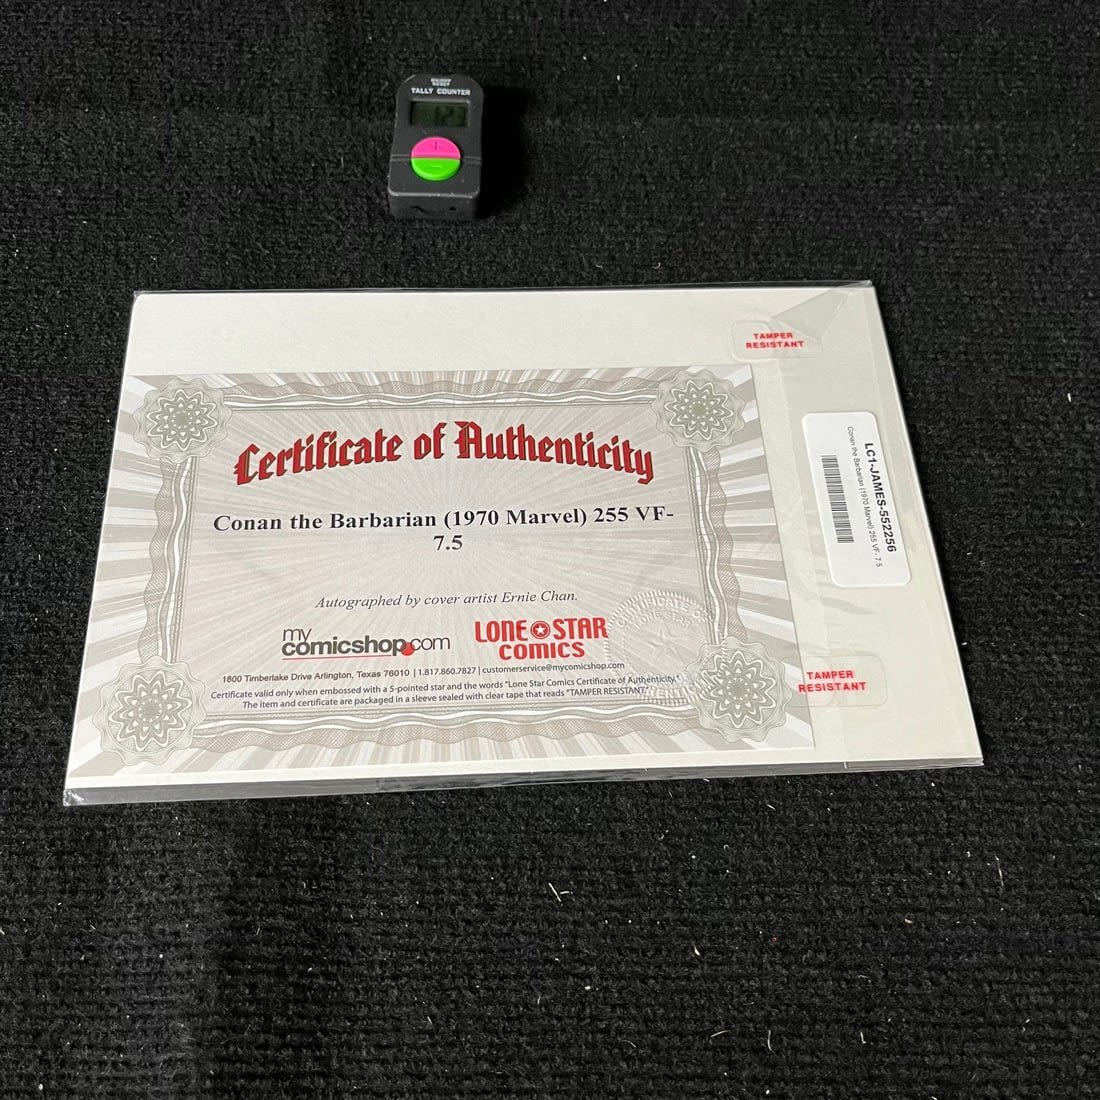 TALLY COUNTER
123
TAMPER
RESISTANT
Certificate of Authenticity
Conan the Barbarian (1970 Marvel) 255 VF-
7.5
Autographed by cover artist Ernie Chan.
my
comicshop.com
LONE STAR
COMICS
1800 Timberlake Drive Arlington, Texas 76010 | 1.817.860.7827 | customerservice@mycomicshop.com
Certificate valid only when embossed with a 5-pointed star and the words "Lone Star Comics Certificate of Authenticity."
The item and certificate are packaged in a sleeve sealed with clear tape that reads "TAMPER RESISTANT."
LC1-JAMES-552256
Conan the Barbarian (1970 Marvel) 255 VF- 7.5
TAMPER
RESISTANT